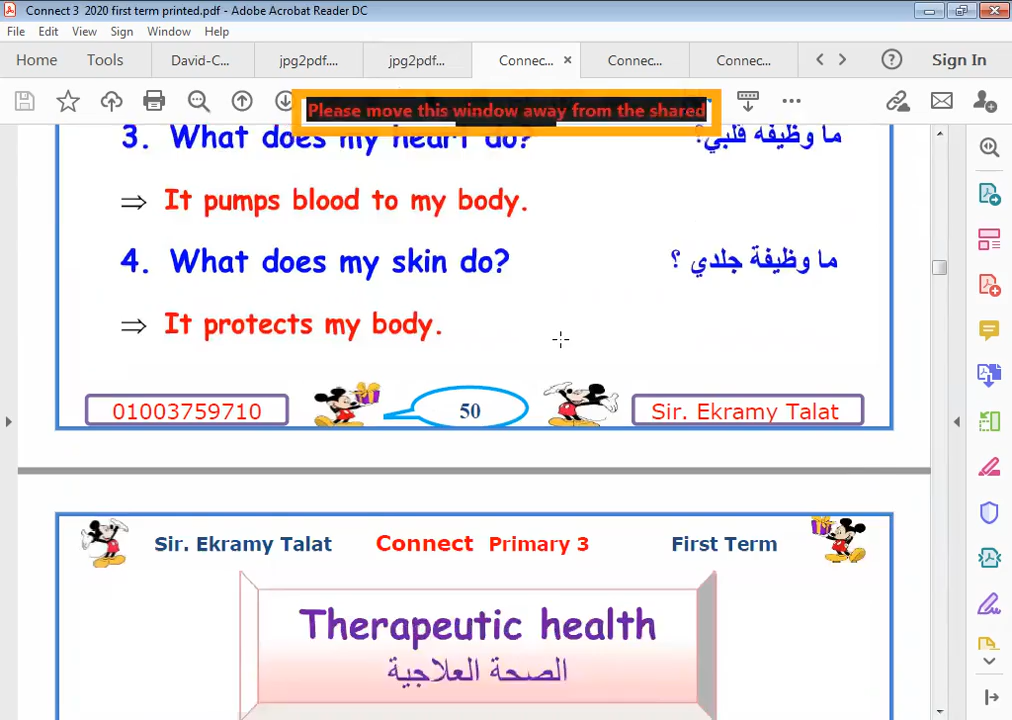 Connect 3 2020 first term printed.pdf - Adobe Acrobat Reader DC
File Edit View Sign Window Help
Home Tools David-C... jpg2pdf.... jpg2pdf.... Connec... × Connec... Connec... Sign In
Please move this window away from the shared
3. What does my heart do? ما وظيفه قلبي؟
⇒ It pumps blood to my body.
4. What does my skin do? ما وظيفة جلدي ؟
⇒ It protects my body.
01003759710 50 Sir. Ekramy Talat
Sir. Ekramy Talat Connect Primary 3 First Term
Therapeutic health
الصحة العلاجية